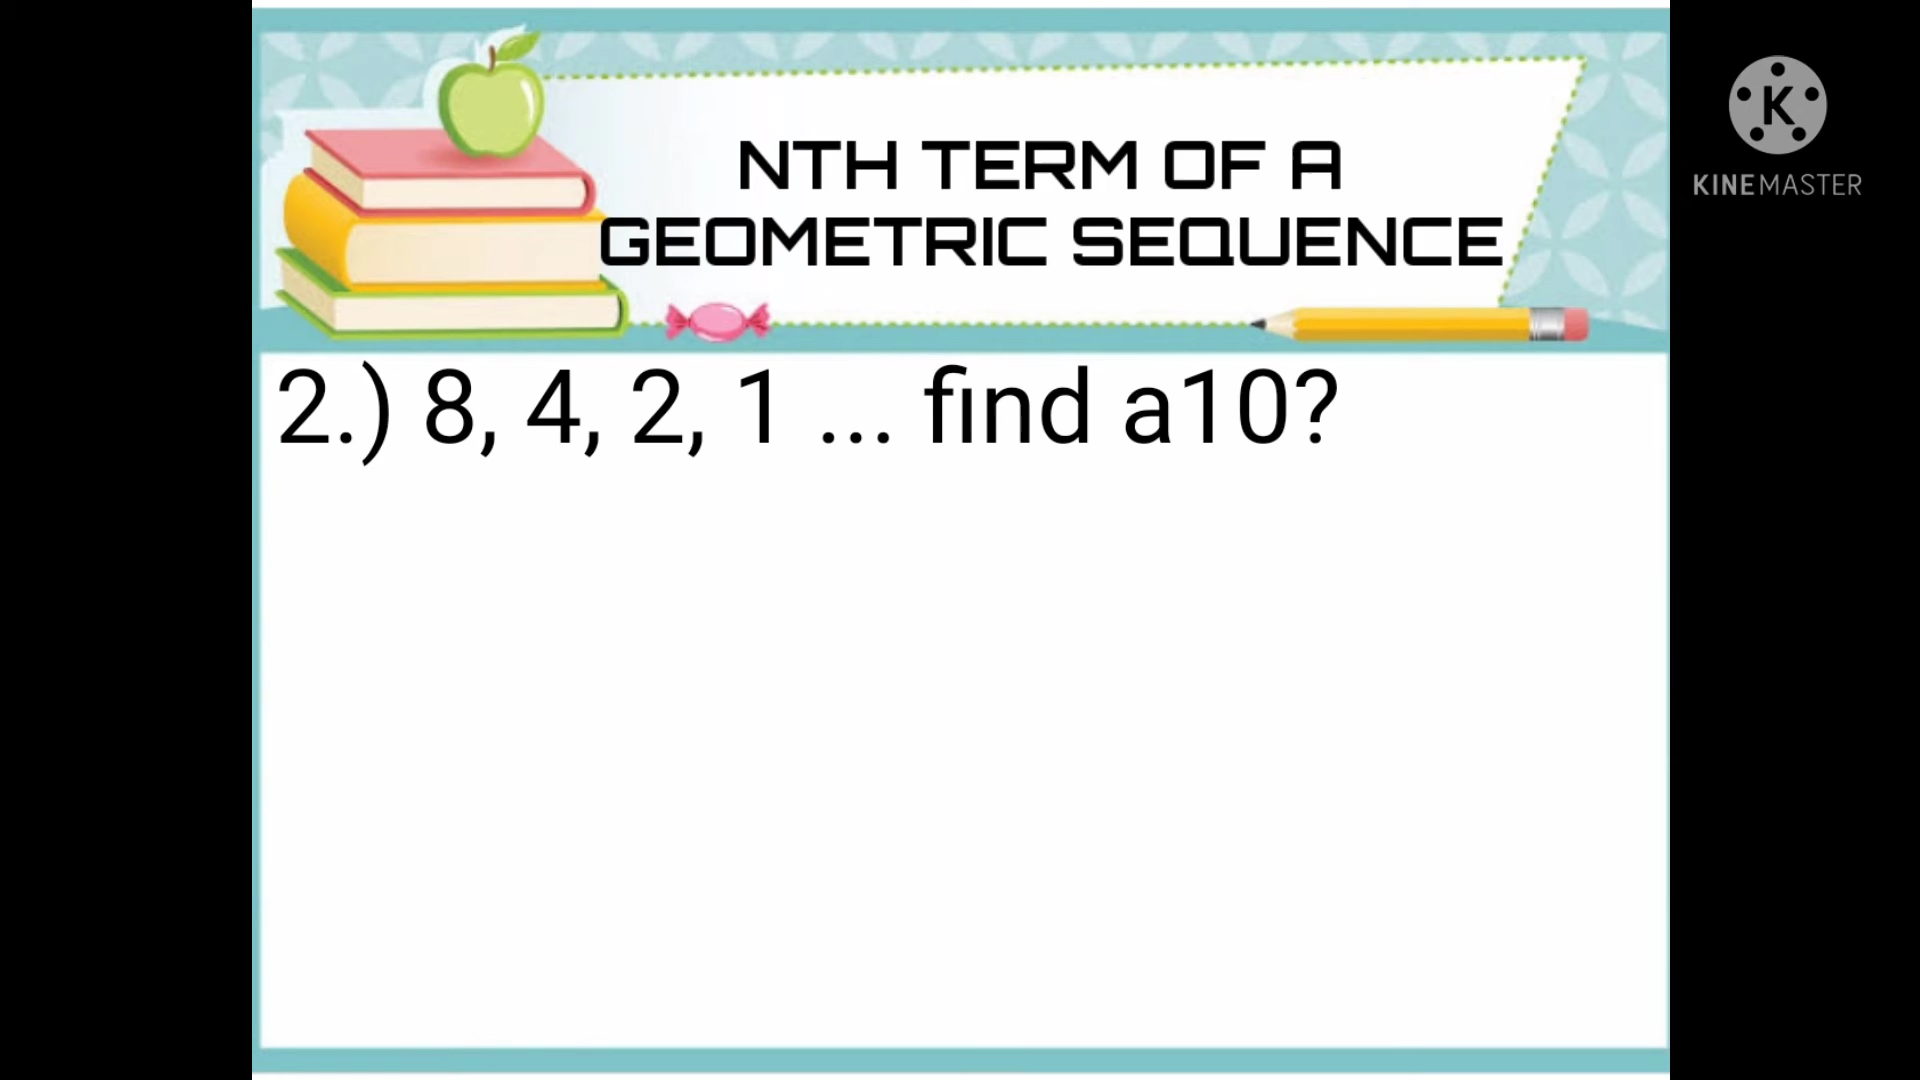 NTH TERM OF A
GEOMETRIC SEQUENCE
K
KINEMASTER
2.) 8, 4, 2, 1 ... find a10?